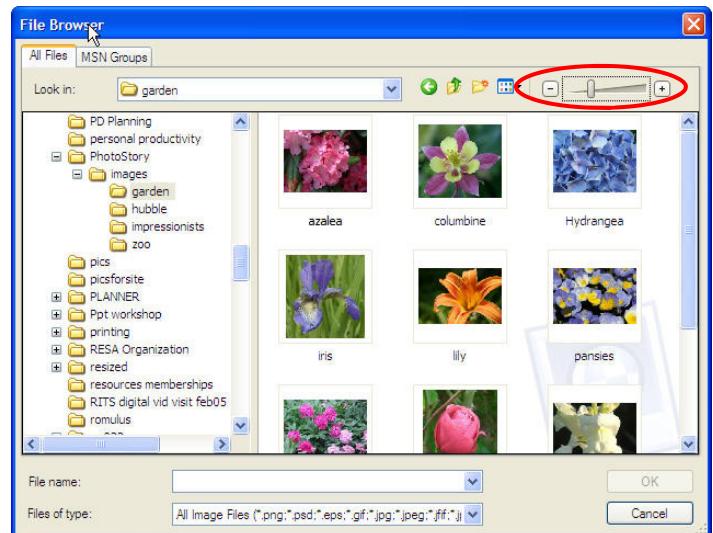 File Browser
All Files MSN Groups
Look in: garden
PD Planning
personal productivity
PhotoStory
images
garden
hubble
impressionists
zoo
pics
picsforsite
PLANNER
Ppt workshop
printing
RESA Organization
resized
resources memberships
RITS digital vid visit feb05
romulus
azalea columbine Hydrangea
iris lily pansies
File name: OK
Files of type: All Image Files (*.png;*.psd;*.eps;*.gif;*.jpg;*.jpeg;*.jfif;*.j Cancel